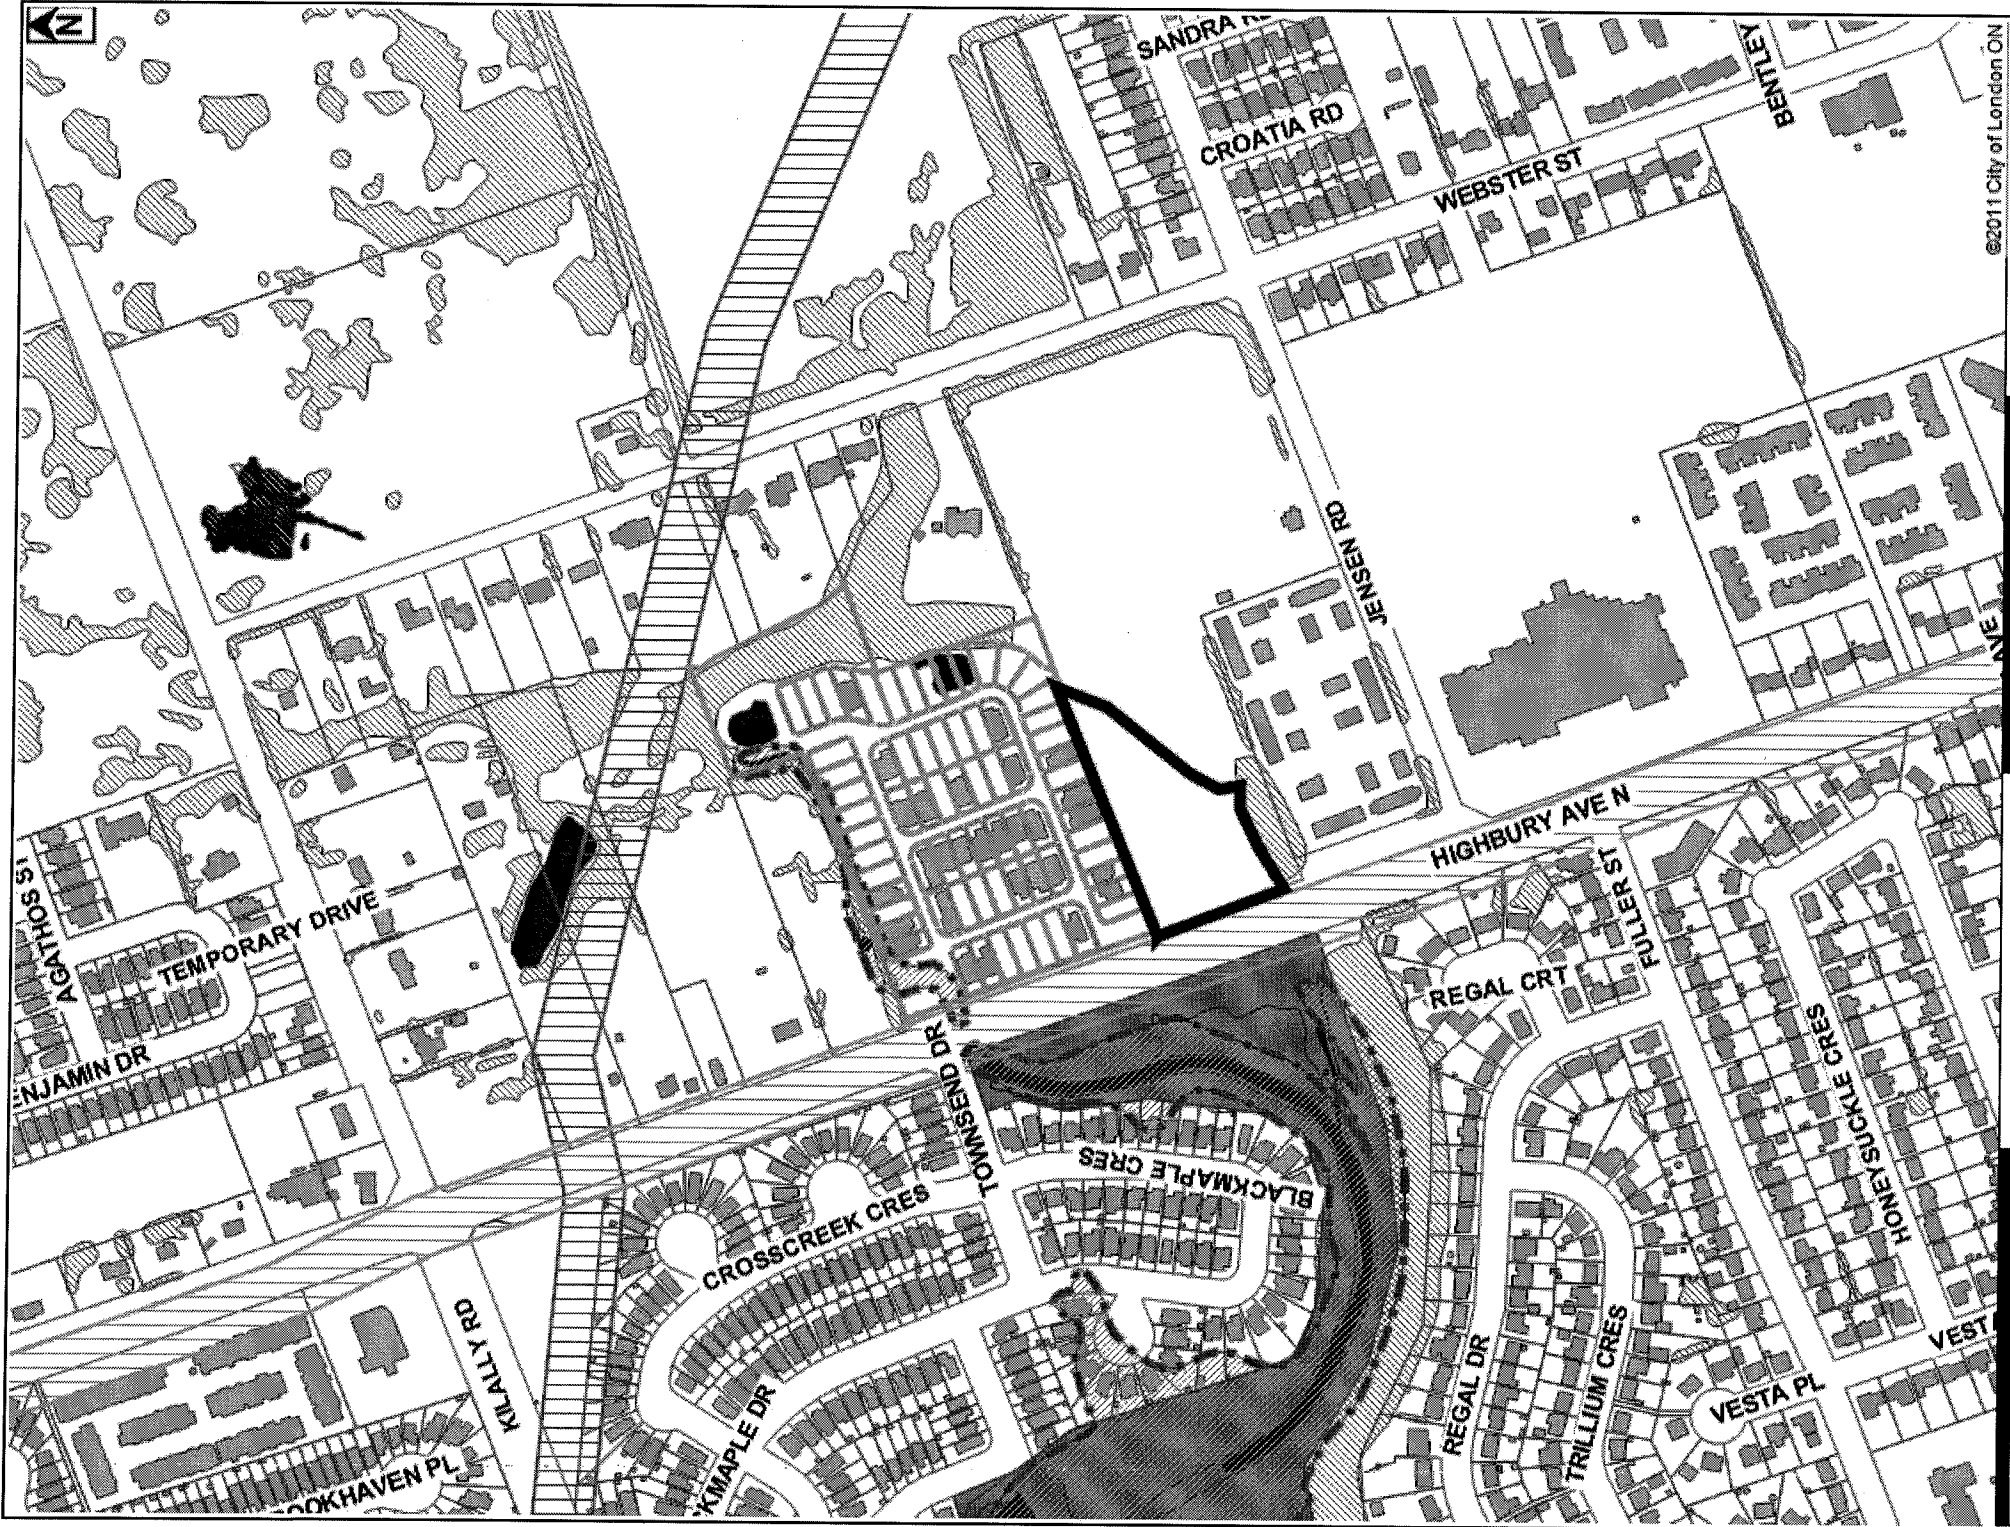 N
SANDRA
CROATIA RD
WEBSTER ST
BENTLEY
©2011 City of London ON
JENSEN RD
AVE
HIGHBURY AVE N
AGATHOS
TEMPORARY DRIVE
ENJAMIN DR
TOWNSEND DR
REGAL CRT
FULLER ST
HONEYSUCKLE CRES
BLACKMAPLE CRES
CROSSCREEK CRES
KILALLY RD
KMAPLE DR
OOKHAVEN PL
REGAL DR
TRILLIUM CRES
VESTA PL
VEST